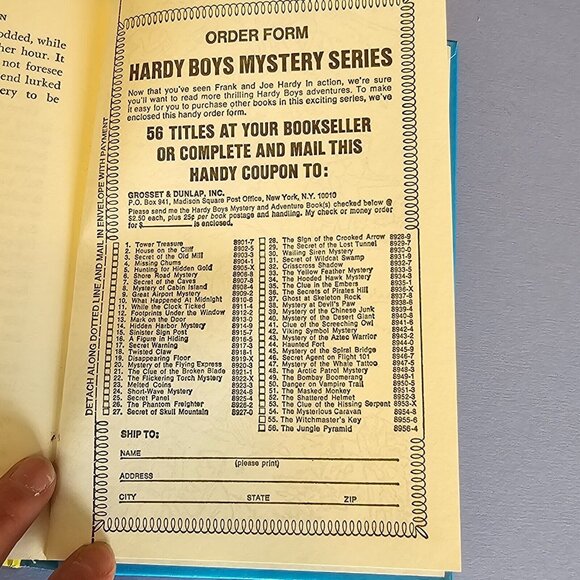 N
odded, while
her hour. It
not foresee
end lurked
ery to be
DETACH ALONG DOTTED LINE AND MAIL IN ENVELOPE WITH PAYMENT
ORDER FORM
HARDY BOYS MYSTERY SERIES
Now that you've seen Frank and Joe Hardy in action, we're sure
you'll want to read more thrilling Hardy Boys adventures. To make
it easy for you to purchase other books in this exciting series, we've
enclosed this handy order form.
56 TITLES AT YOUR BOOKSELLER
OR COMPLETE AND MAIL THIS
HANDY COUPON TO:
GROSSET & DUNLAP, INC.
P.O. Box 941, Madison Square Post Office, New York, N.Y. 10010
Please send me the Hardy Boys Mystery and Adventure Book(s) checked below @
$2.50 each, plus 25¢ per book postage and handling. My check or money order
for $ is enclosed.
1. Tower Treasure 8901-7
2. House on the Cliff 8902-5
3. Secret of the Old Mill 8903-3
4. Missing Chums 8904-1
5. Hunting for Hidden Gold 8905-X
6. Shore Road Mystery 8906-8
7. Secret of the Caves 8907-6
8. Mystery of Cabin Island 8908-4
9. Great Airport Mystery 8909-2
10. What Happened At Midnight 8910-6
11. While the Clock Ticked 8911-4
12. Footprints Under the Window 8912-2
13. Mark on the Door 8913-0
14. Hidden Harbor Mystery 8914-9
15. Sinister Sign Post 8915-7
16. A Figure in Hiding 8916-5
17. Secret Warning 8917-3
18. Twisted Claw 8918-1
19. Disappearing Floor 8919-X
20. Mystery of the Flying Express 8920-3
21. The Clue of the Broken Blade 8921-1
22. The Flickering Torch Mystery 8922-X
23. Melted Coins 8923-8
24. Short-Wave Mystery 8924-6
25. Secret Panel 8925-4
26. The Phantom Freighter 8926-2
27. Secret of Skull Mountain 8927-0
28. The Sign of the Crooked Arrow 8928-9
29. The Secret of the Lost Tunnel 8929-7
30. Wailing Siren Mystery 8930-0
31. Secret of Wildcat Swamp 8931-9
32. Crisscross Shadow 8932-7
33. The Yellow Feather Mystery 8933-5
34. The Hooded Hawk Mystery 8934-3
35. The Clue in the Embers 8935-1
36. The Secret of Pirates Hill 8936-X
37. Ghost at Skeleton Rock 8937-8
38. Mystery at Devil's Paw 8938-6
39. Mystery of the Chinese Junk 8939-4
40. Mystery of the Desert Giant 8940-8
41. Clue of the Screeching Owl 8941-6
42. Viking Symbol Mystery 8942-4
43. Mystery of the Aztec Warrior 8943-2
44. Haunted Fort 8944-0
45. Mystery of the Spiral Bridge 8945-9
46. Secret Agent on Flight 101 8946-7
47. Mystery of the Whale Tattoo 8947-5
48. The Arctic Patrol Mystery 8948-3
49. The Bombay Boomerang 8949-1
50. Danger on Vampire Trail 8950-5
51. The Masked Monkey 8951-3
52. The Shattered Helmet 8952-1
53. The Clue of the Hissing Serpent 8953-X
54. The Mysterious Caravan 8954-8
55. The Witchmaster's Key 8955-6
56. The Jungle Pyramid 8956-4
SHIP TO:
NAME
(please print)
ADDRESS
CITY STATE ZIP